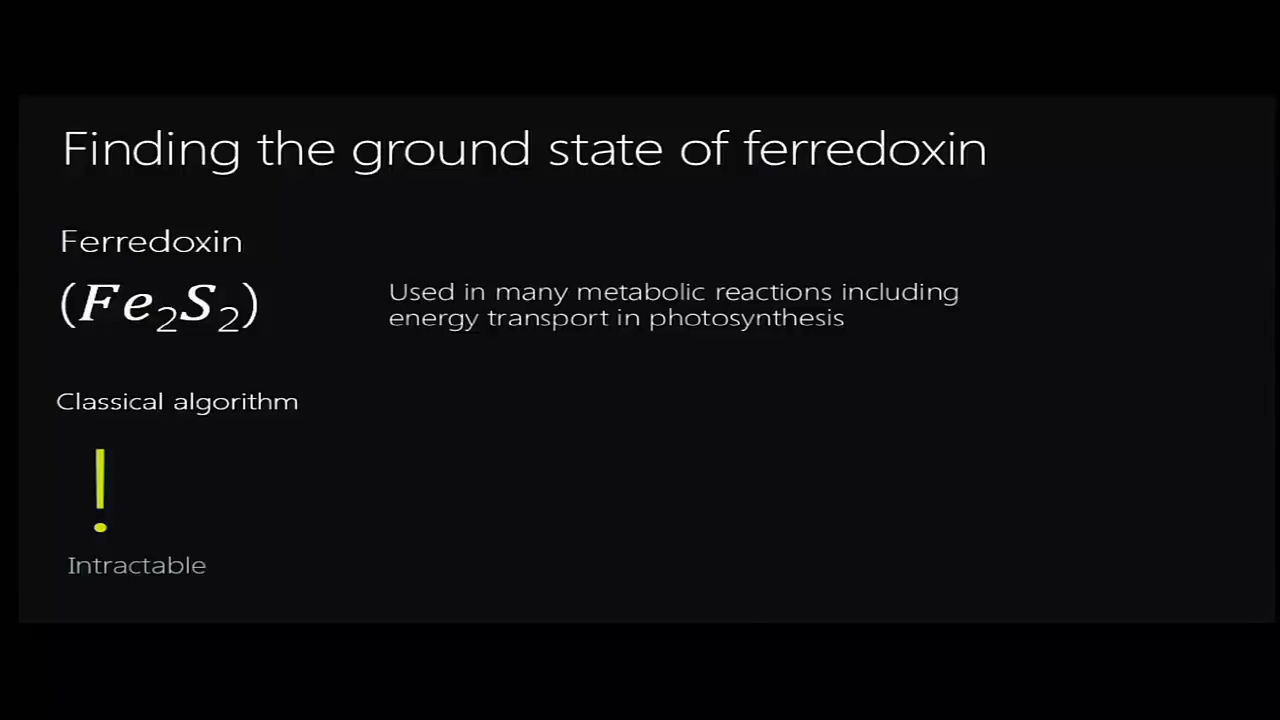 Finding the ground state of ferredoxin
Ferredoxin
(Fe₂S₂)
Used in many metabolic reactions including
energy transport in photosynthesis
Classical algorithm
!
Intractable